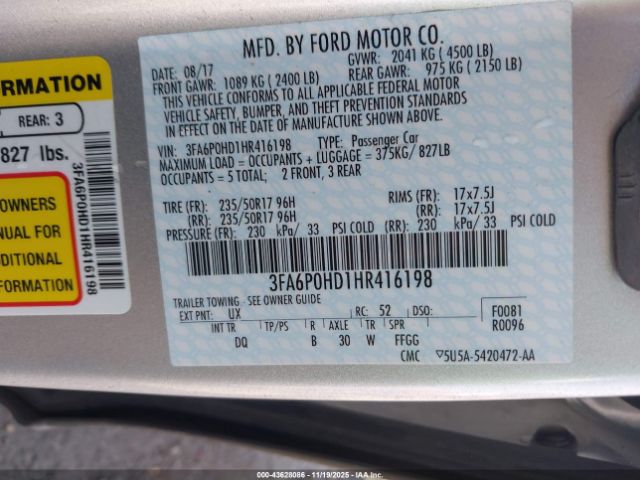 MFD. BY FORD MOTOR CO.
DATE: 08/17
GVWR: 2041 KG (4500 LB)
FRONT GAWR: 1089 KG (2400 LB)
REAR GAWR: 975 KG (2150 LB)
THIS VEHICLE CONFORMS TO ALL APPLICABLE FEDERAL MOTOR
VEHICLE SAFETY, BUMPER, AND THEFT PREVENTION STANDARDS
IN EFFECT ON THE DATE OF MANUFACTURE SHOWN ABOVE.
VIN: 3FA6P0HD1HR416198 TYPE: Passenger Car
MAXIMUM LOAD = OCCUPANTS + LUGGAGE = 375KG/ 827LB
OCCUPANTS = 5 TOTAL: 2 FRONT, 3 REAR
TIRE (FR): 235/50R17 96H RIMS (FR): 17x7.5J
(RR): 235/50R17 96H (RR): 17x7.5J
PRESSURE (FR): 230 kPa/ 33 PSI COLD (RR): 230 kPa/ 33 PSI COLD
3FA6P0HD1HR416198
TRAILER TOWING - SEE OWNER GUIDE
EXT PNT: UX RC: 52 DSO:
F0081
R0096
INT TR TP/PS R AXLE TR SPR
DQ B 30 W FFGG
CMC ▽5U5A-5420472-AA
FORMATION
REAR: 3
827 lbs.
OWNERS
NUAL FOR
DITIONAL
ORMATION
3FA6P0HD1HR416198
000-43628086 - 11/19/2025 - IAAI.COM